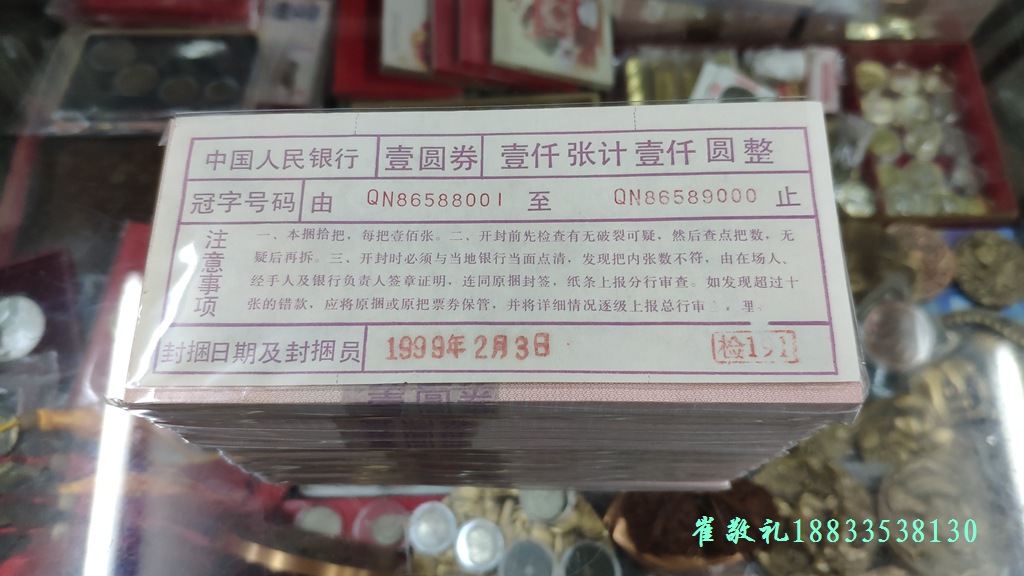 中国人民银行 壹圆券 壹仟张计壹仟圆整
冠字号码 由 QN86588001 至 QN86589000 止
注意事项
一、本捆拾把，每把壹佰张。二、开封前先检查有无破裂可疑，然后查点把数，无
疑后再拆。三、开封时必须与当地银行当面点清，发现把内张数不符，由在场人、
经手人及银行负责人签章证明，连同原捆封签，纸条上报分行审查。如发现超过十
张的错款，应将原捆或原把票券保管，并将详细情况逐级上报总行审理。
封捆日期及封捆员 1999年2月3日 检191
壹圆券
崔敬礼18833538130